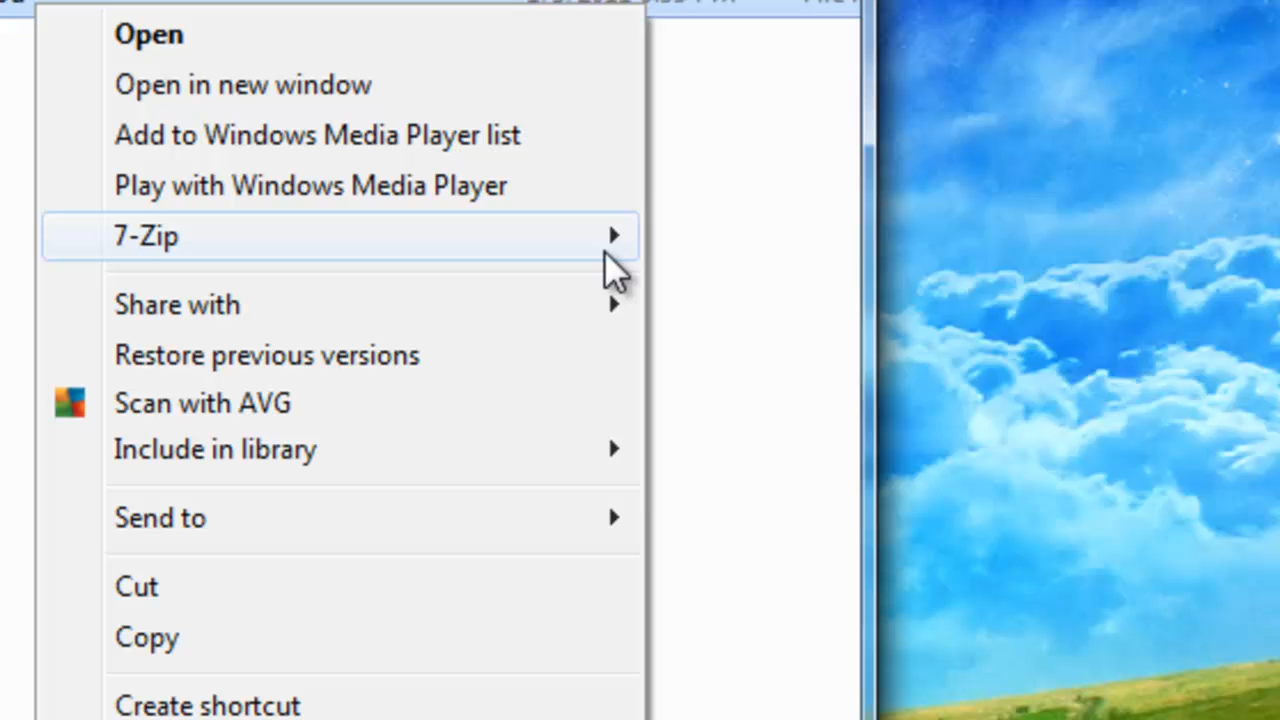 Open
Open in new window
Add to Windows Media Player list
Play with Windows Media Player
7-Zip
Share with
Restore previous versions
Scan with AVG
Include in library
Send to
Cut
Copy
Create shortcut